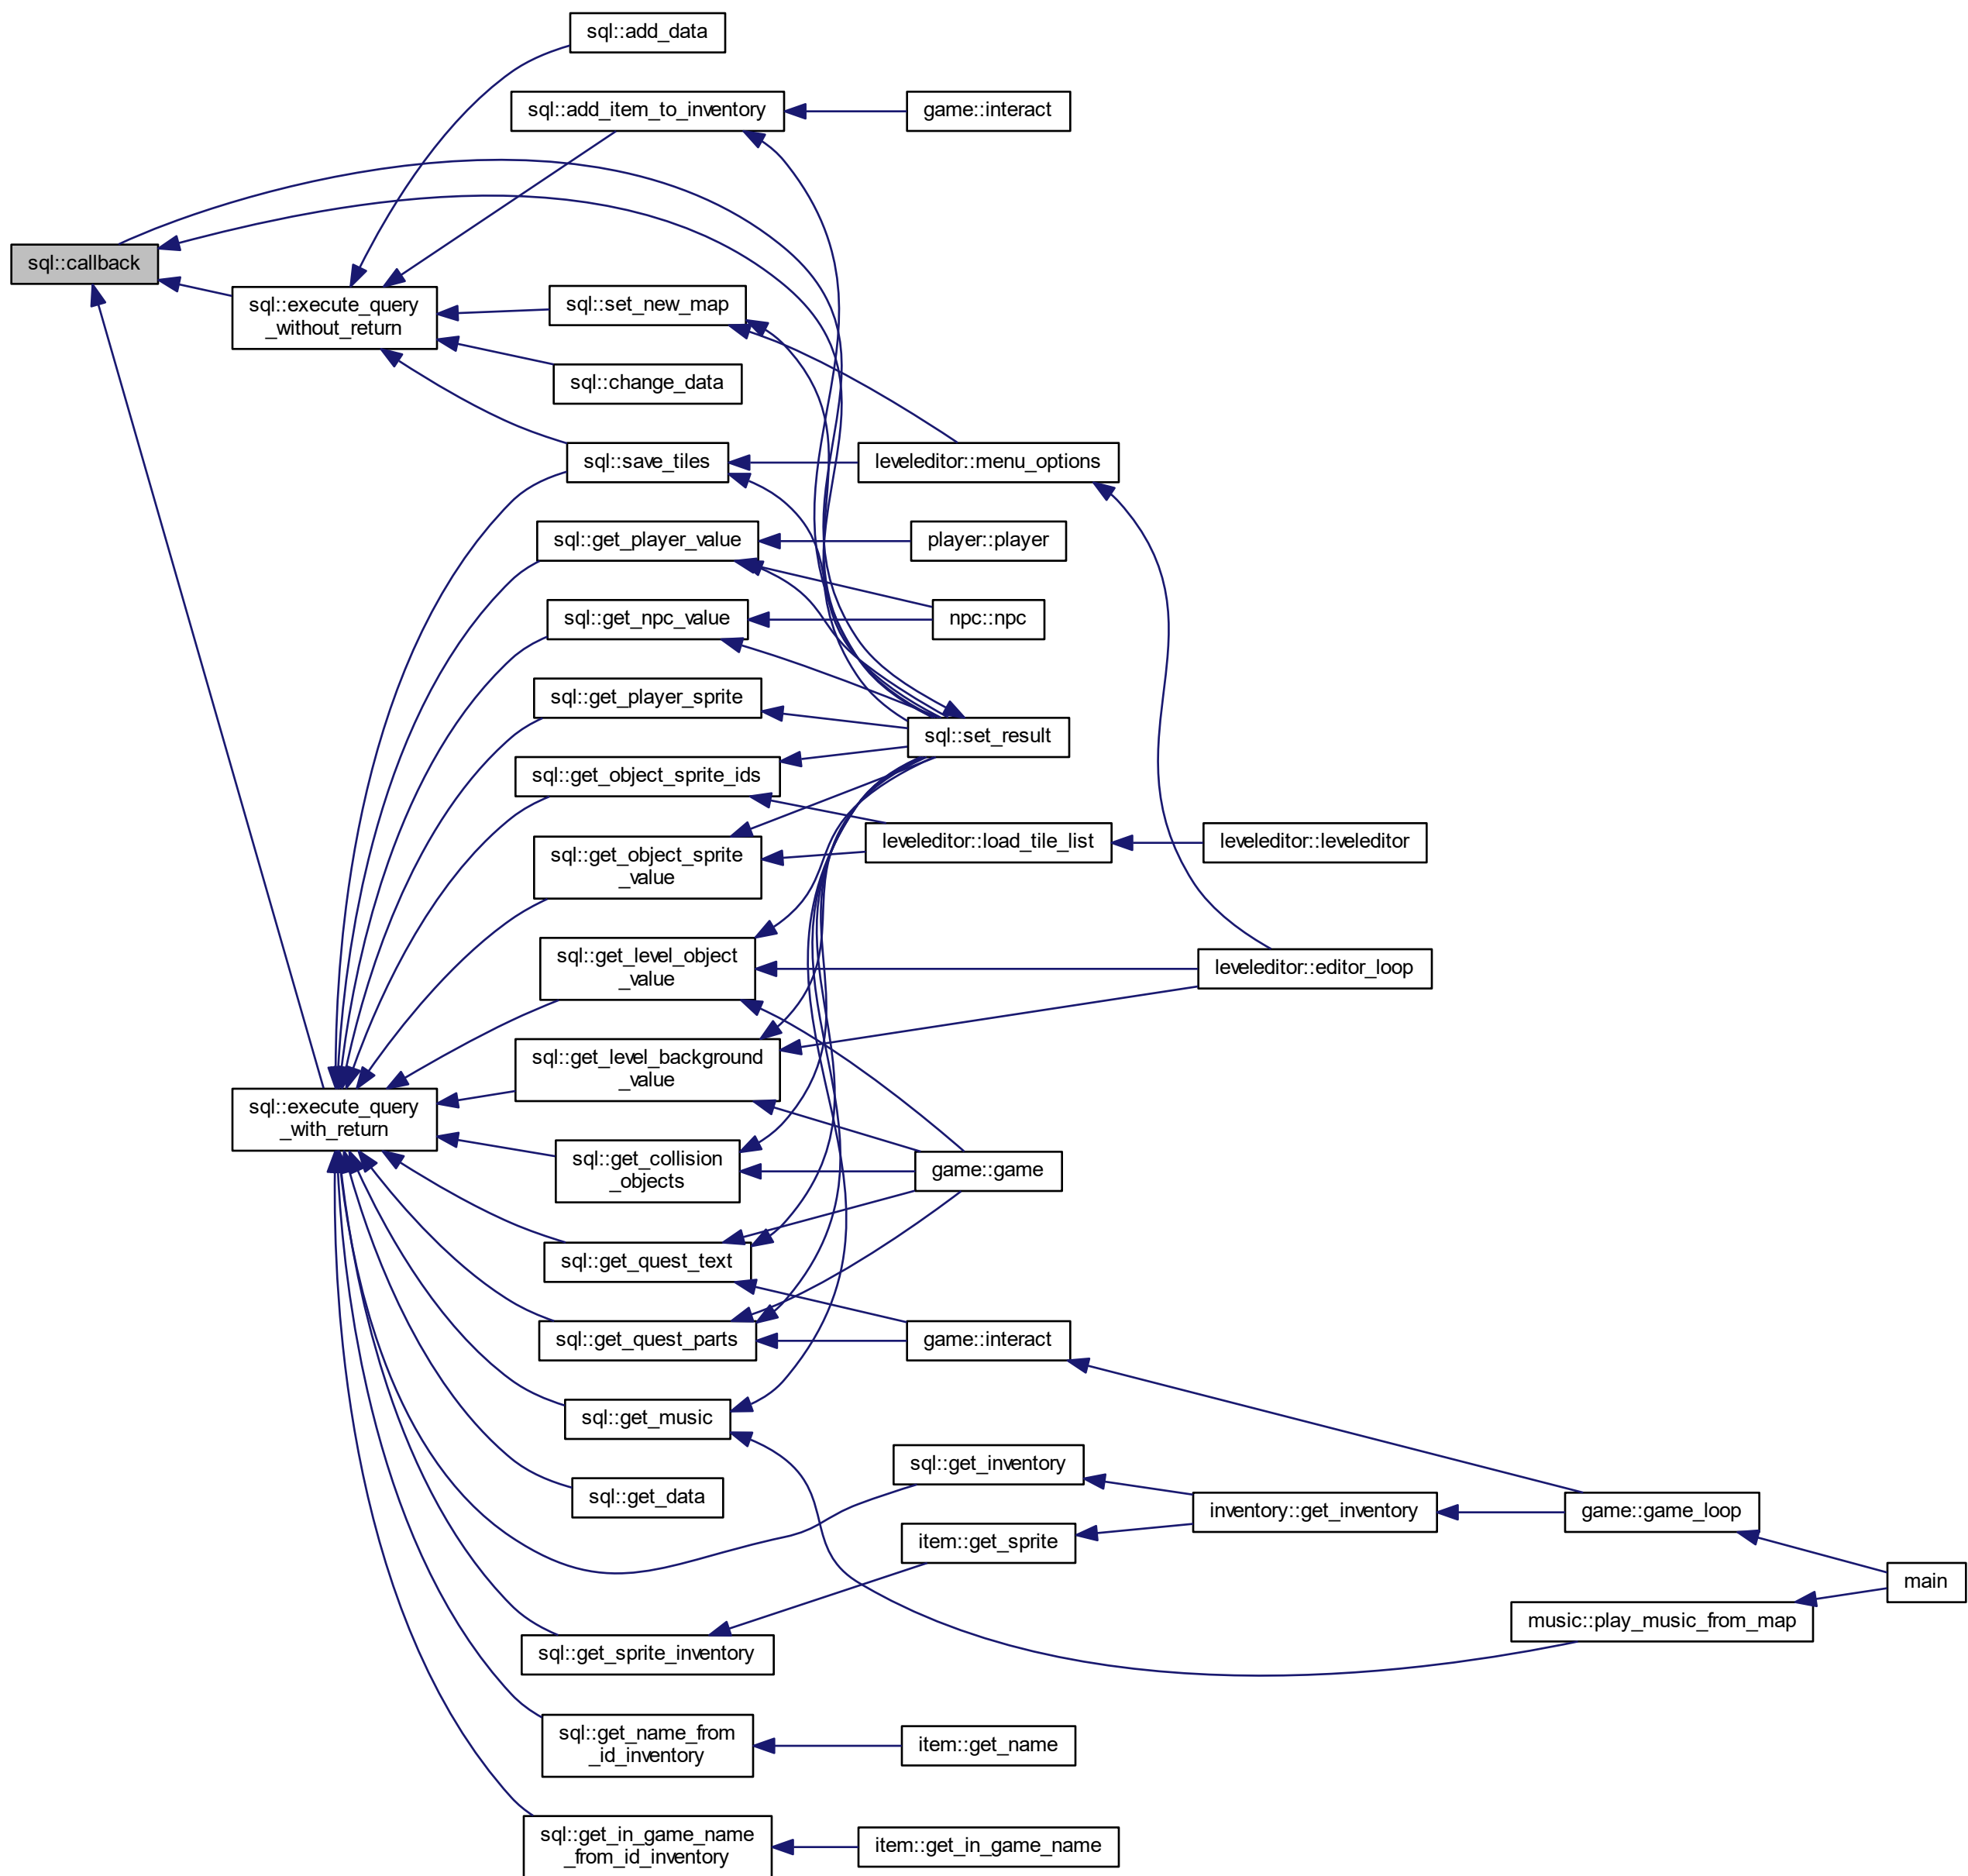 sql::add_data
sql::add_item_to_inventory
game::interact
sql::callback
sql::execute_query
_without_return
sql::set_new_map
sql::change_data
sql::save_tiles
leveleditor::menu_options
sql::get_player_value
player::player
sql::get_npc_value
npc::npc
sql::get_player_sprite
sql::set_result
sql::get_object_sprite_ids
sql::get_object_sprite
_value
leveleditor::load_tile_list
leveleditor::leveleditor
sql::get_level_object
_value
leveleditor::editor_loop
sql::get_level_background
_value
sql::execute_query
_with_return
sql::get_collision
_objects
game::game
sql::get_quest_text
sql::get_quest_parts
game::interact
sql::get_music
sql::get_inventory
sql::get_data
inventory::get_inventory
game::game_loop
item::get_sprite
main
music::play_music_from_map
sql::get_sprite_inventory
sql::get_name_from
_id_inventory
item::get_name
sql::get_in_game_name
_from_id_inventory
item::get_in_game_name